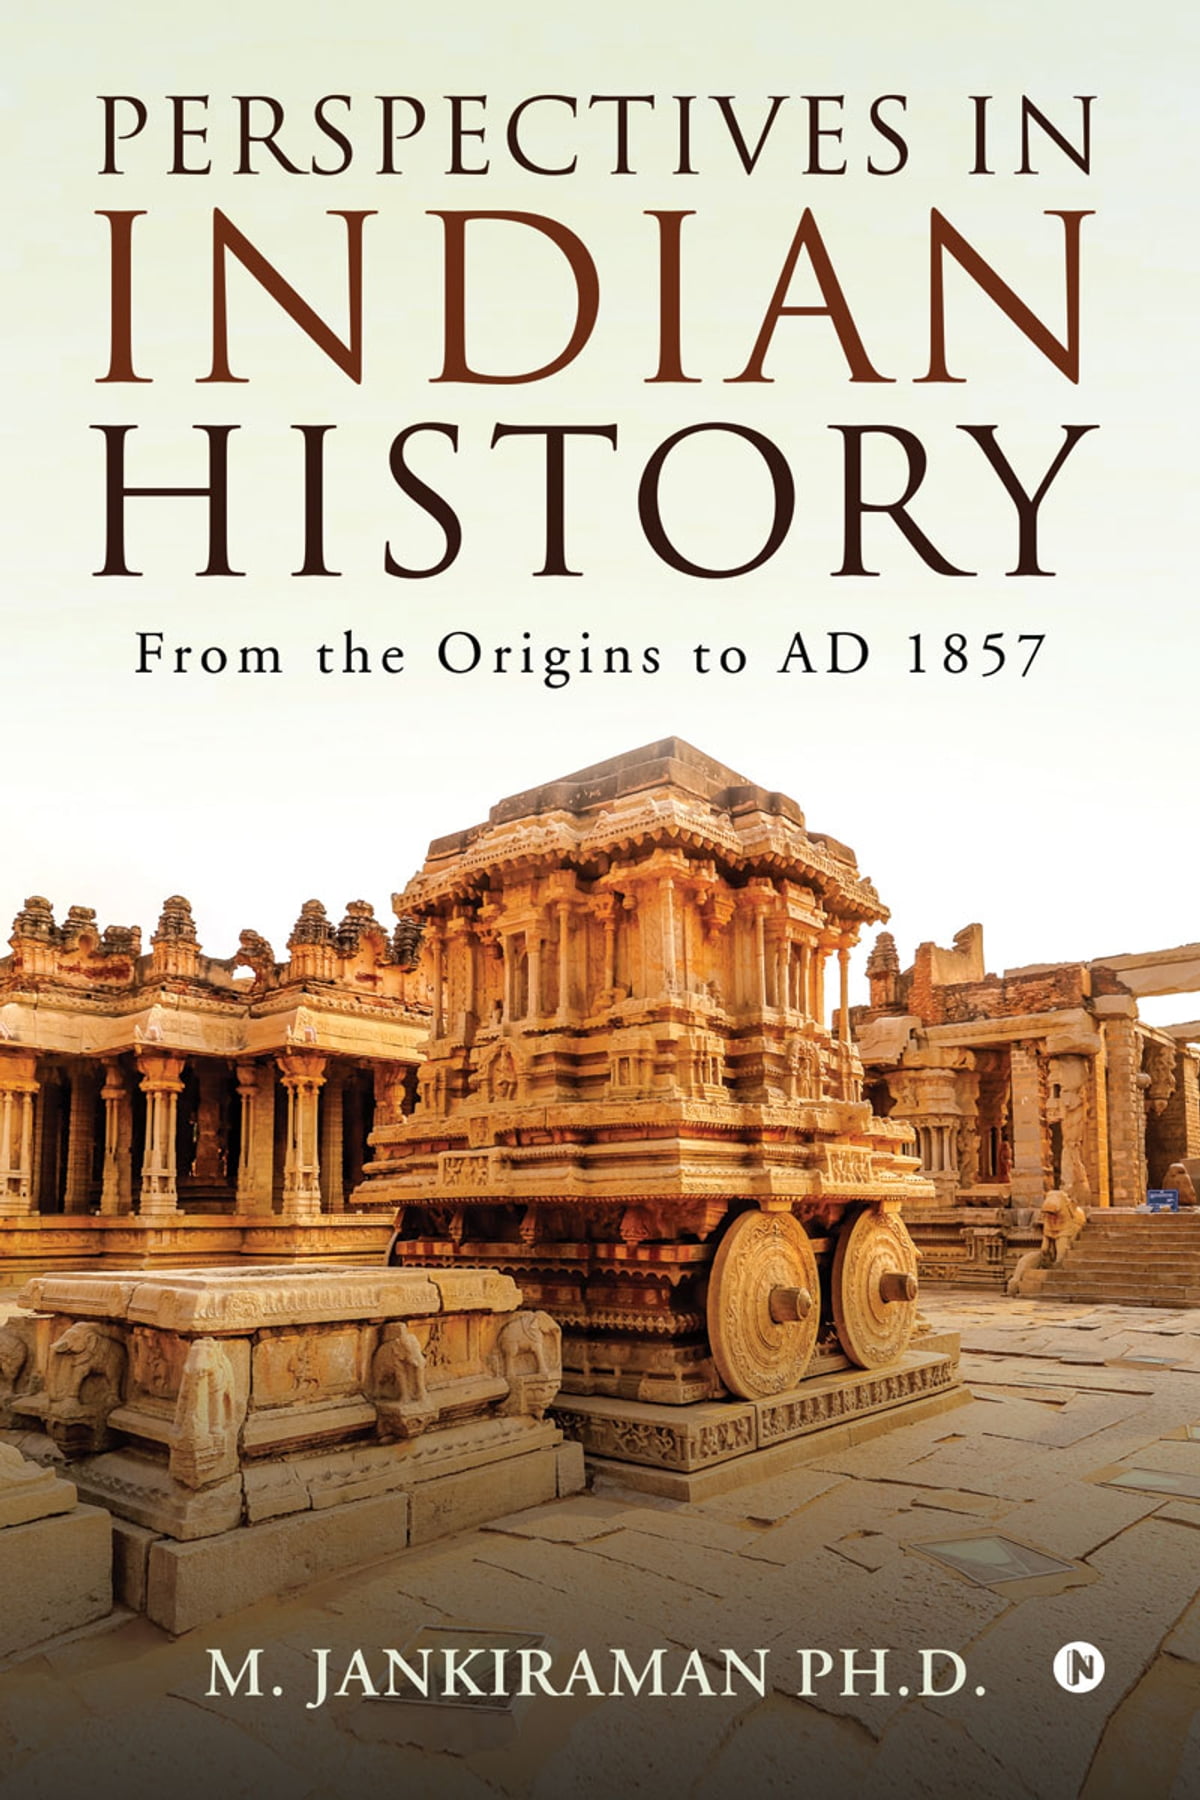 PERSPECTIVES IN
INDIAN
HISTORY
From the Origins to AD 1857
M. JANKIRAMAN PH.D.
N